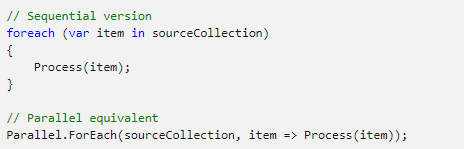 // Sequential version
foreach (var item in sourceCollection)
{
    Process(item);
}

// Parallel equivalent
Parallel.ForEach(sourceCollection, item => Process(item));